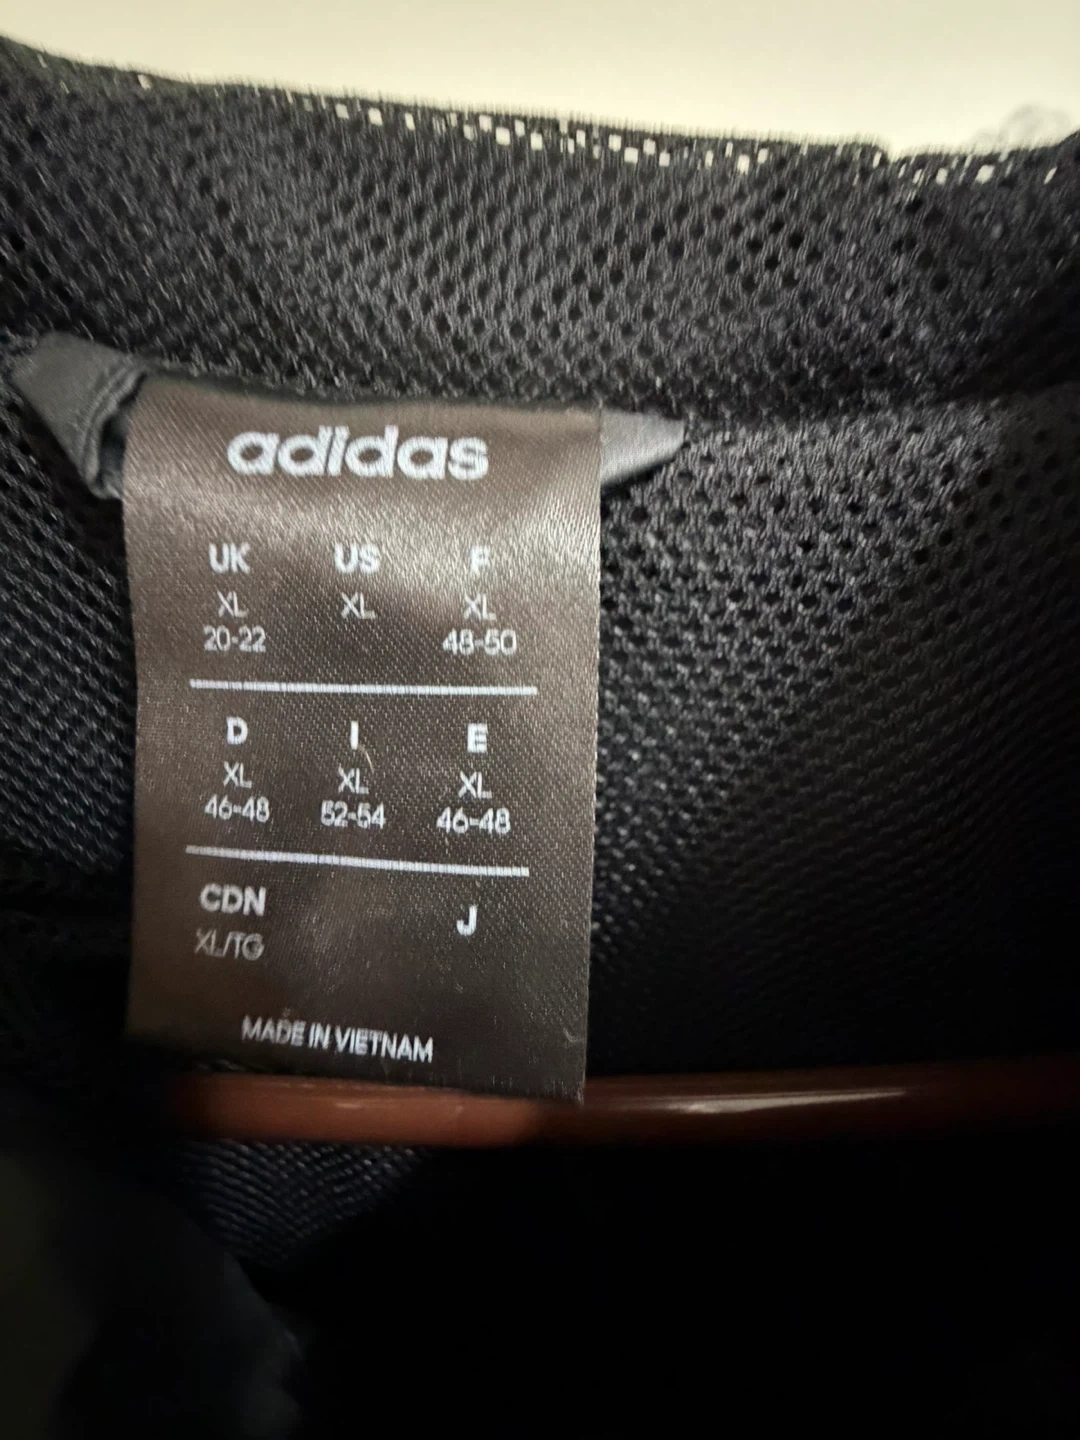 adidas
UK US F
XL XL XL
20-22 48-50
D I E
XL XL XL
46-48 52-54 46-48
CDN J
XL/TG
MADE IN VIETNAM